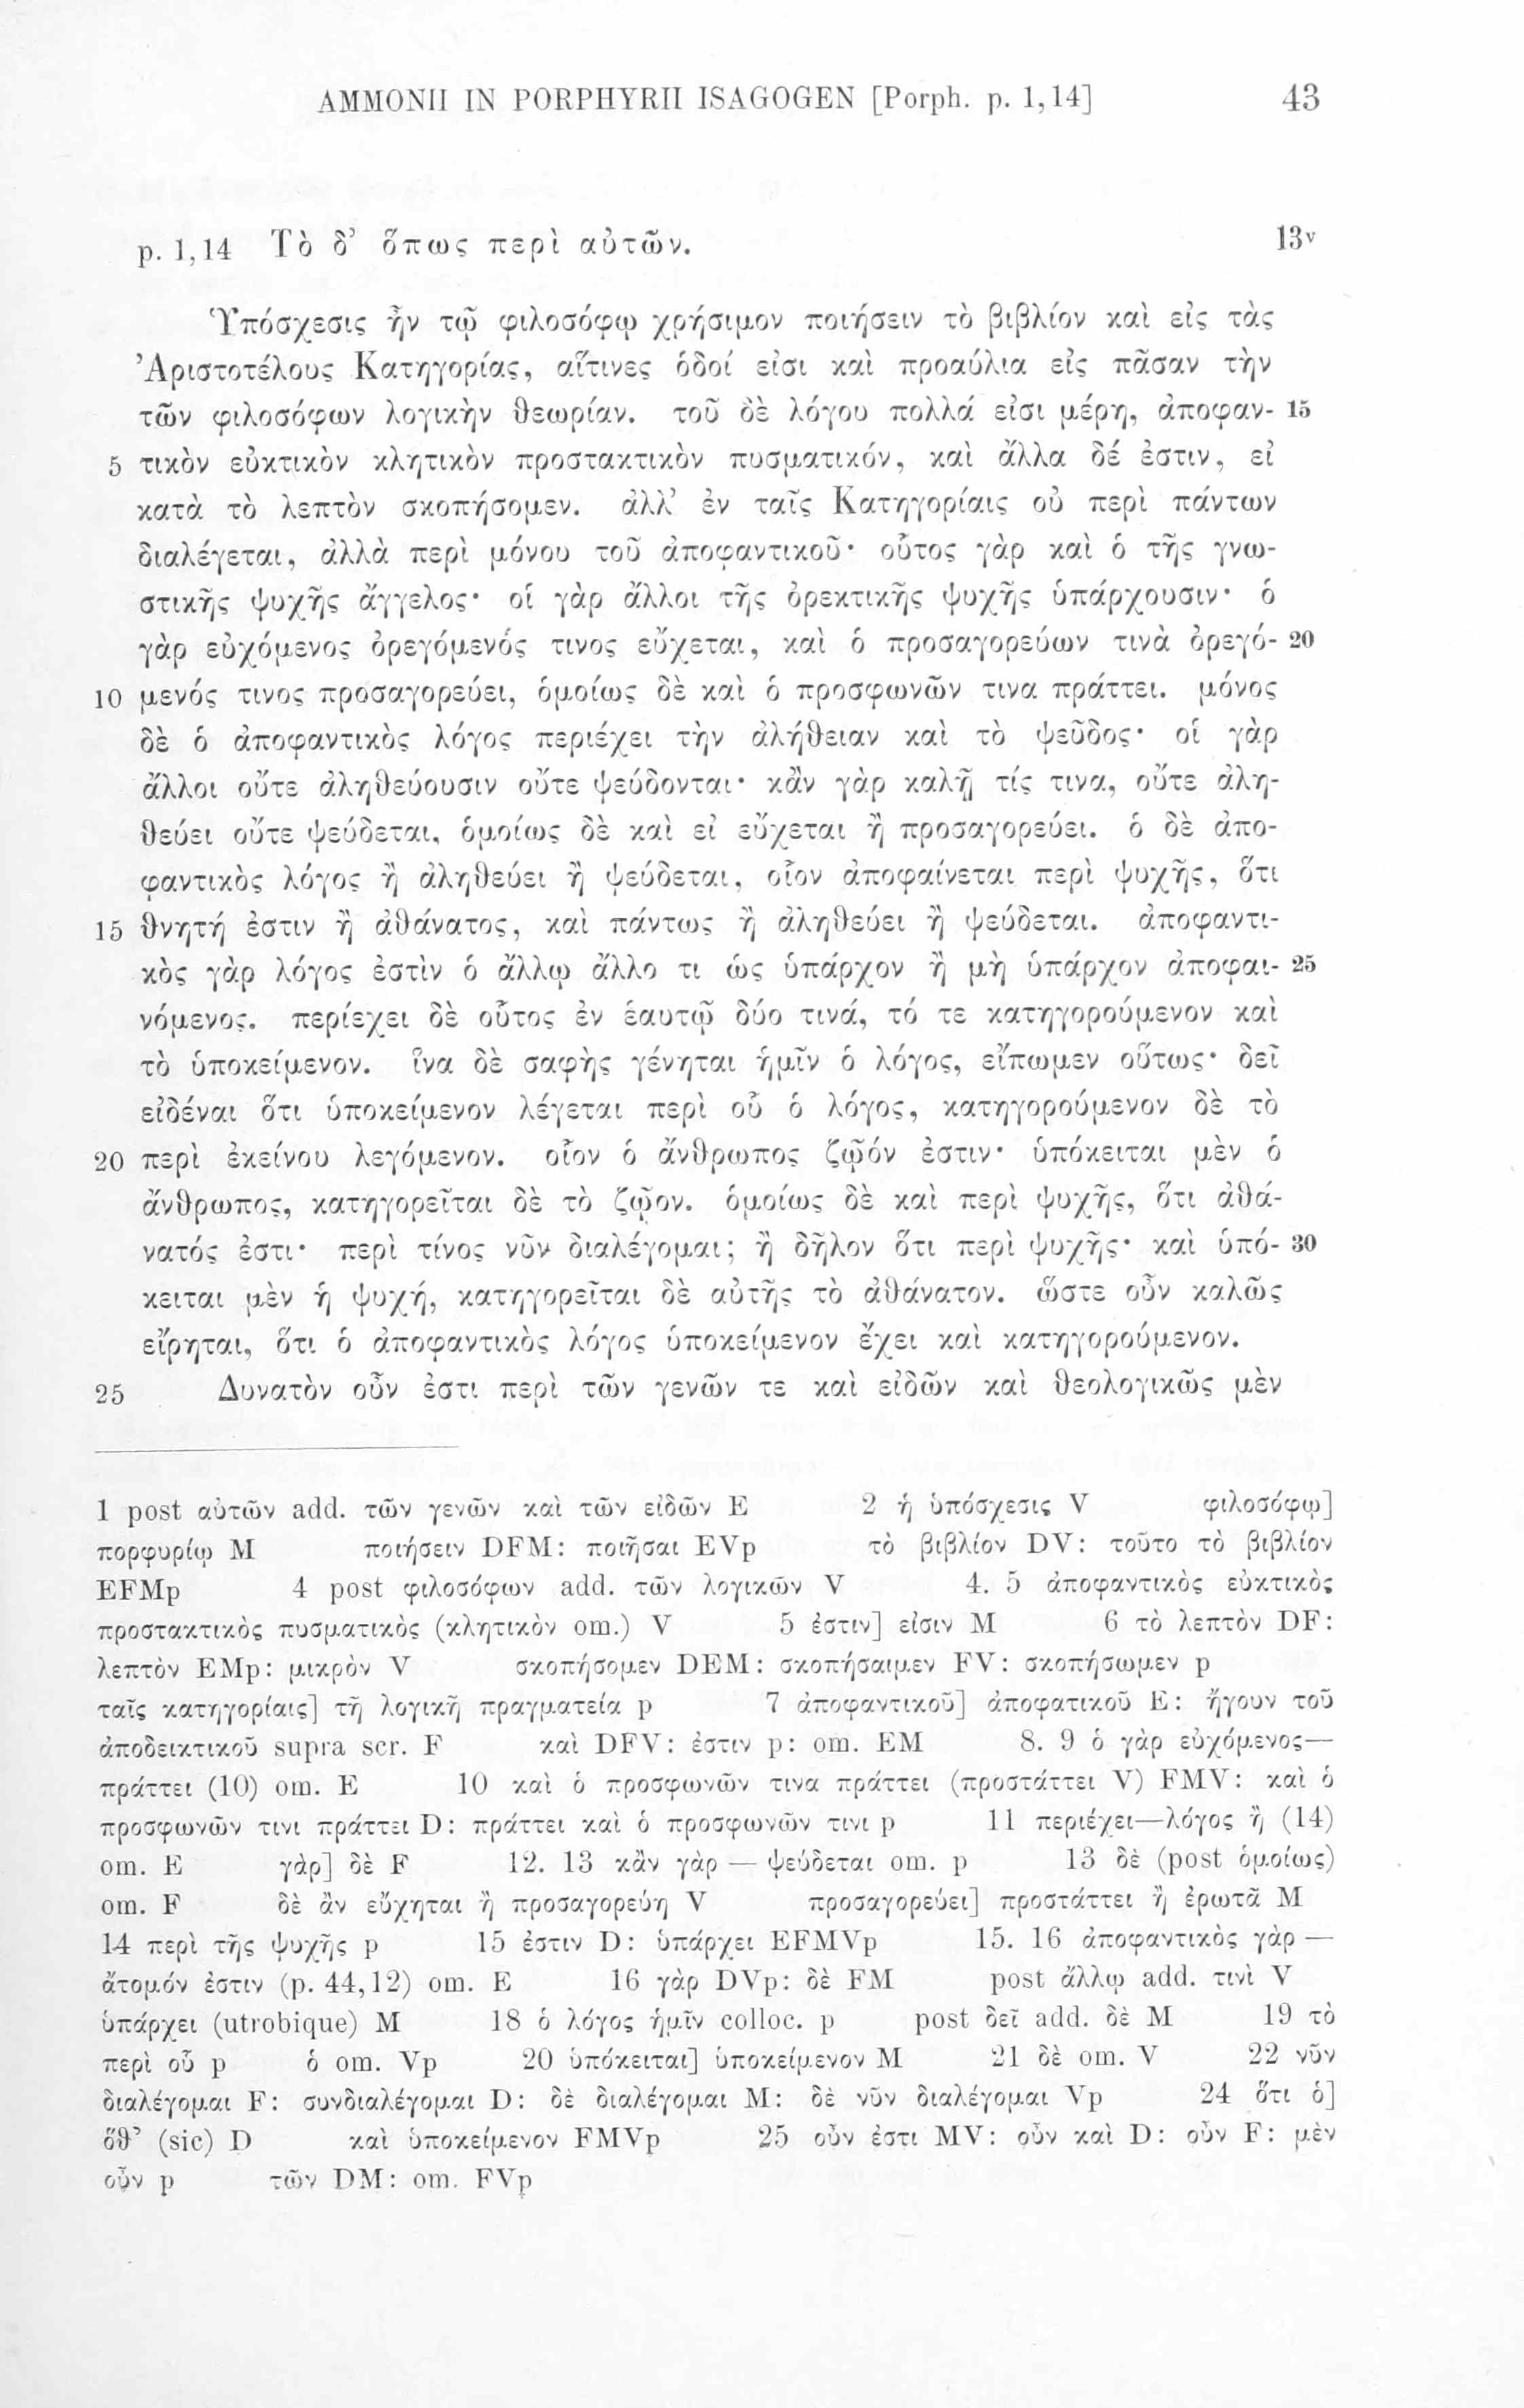 AMMONII IN PORPHYRII ISAGOGEN [Porph. p. 1,14] 43
p. 1,14 Τὸ δ’ ὅπως περὶ αὐτῶν. 13ᵛ
Ὑπόσχεσις ἦν τῷ φιλοσόφῳ χρήσιμον ποιήσειν τὸ βιβλίον καὶ εἰς τὰς
Ἀριστοτέλους Κατηγορίας, αἵτινες ὁδοί εἰσι καὶ προαύλια εἰς πᾶσαν τὴν
τῶν φιλοσόφων λογικὴν θεωρίαν. τοῦ δὲ λόγου πολλά εἰσι μέρη, ἀποφαν- 15
5 τικὸν εὐκτικὸν κλητικὸν προστακτικὸν πυσματικόν, καὶ ἄλλα δέ ἐστιν, εἰ
κατὰ τὸ λεπτὸν σκοπήσομεν. ἀλλ’ ἐν ταῖς Κατηγορίαις οὐ περὶ πάντων
διαλέγεται, ἀλλὰ περὶ μόνου τοῦ ἀποφαντικοῦ· οὗτος γὰρ καὶ ὁ τῆς γνω-
στικῆς ψυχῆς ἄγγελος· οἱ γὰρ ἄλλοι τῆς ὀρεκτικῆς ψυχῆς ὑπάρχουσιν· ὁ
γὰρ εὐχόμενος ὀρεγόμενός τινος εὔχεται, καὶ ὁ προσαγορεύων τινὰ ὀρεγό- 20
10 μενός τινος προσαγορεύει, ὁμοίως δὲ καὶ ὁ προσφωνῶν τινα πράττει. μόνος
δὲ ὁ ἀποφαντικὸς λόγος περιέχει τὴν ἀλήθειαν καὶ τὸ ψεῦδος· οἱ γὰρ
ἄλλοι οὔτε ἀληθεύουσιν οὔτε ψεύδονται· κἂν γὰρ καλῇ τίς τινα, οὔτε ἀλη-
θεύει οὔτε ψεύδεται, ὁμοίως δὲ καὶ εἰ εὔχεται ἢ προσαγορεύει. ὁ δὲ ἀπο-
φαντικὸς λόγος ἢ ἀληθεύει ἢ ψεύδεται, οἷον ἀποφαίνεται περὶ ψυχῆς, ὅτι
15 θνητή ἐστιν ἢ ἀθάνατος, καὶ πάντως ἢ ἀληθεύει ἢ ψεύδεται. ἀποφαντι-
κὸς γὰρ λόγος ἐστὶν ὁ ἄλλῳ ἄλλο τι ὡς ὑπάρχον ἢ μὴ ὑπάρχον ἀποφαι- 25
νόμενος. περίεχει δὲ οὗτος ἐν ἑαυτῷ δύο τινά, τό τε κατηγορούμενον καὶ
τὸ ὑποκείμενον. ἵνα δὲ σαφὴς γένηται ἡμῖν ὁ λόγος, εἴπωμεν οὕτως· δεῖ
εἰδέναι ὅτι ὑποκείμενον λέγεται περὶ οὗ ὁ λόγος, κατηγορούμενον δὲ τὸ
20 περὶ ἐκείνου λεγόμενον. οἷον ὁ ἄνθρωπος ζῷόν ἐστιν· ὑπόκειται μὲν ὁ
ἄνθρωπος, κατηγορεῖται δὲ τὸ ζῷον. ὁμοίως δὲ καὶ περὶ ψυχῆς, ὅτι ἀθά-
νατός ἐστι· περὶ τίνος νῦν διαλέγομαι; ἢ δῆλον ὅτι περὶ ψυχῆς· καὶ ὑπό- 30
κειται μὲν ἡ ψυχή, κατηγορεῖται δὲ αὐτῆς τὸ ἀθάνατον. ὥστε οὖν καλῶς
εἴρηται, ὅτι ὁ ἀποφαντικὸς λόγος ὑποκείμενον ἔχει καὶ κατηγορούμενον.
25 Δυνατὸν οὖν ἐστι περὶ τῶν γενῶν τε καὶ εἰδῶν καὶ θεολογικῶς μὲν
1 post αὐτῶν add. τῶν γενῶν καὶ τῶν εἰδῶν E 2 ἡ ὑπόσχεσις V φιλοσόφῳ]
πορφυρίῳ M ποιήσειν DFM: ποιῆσαι EVp τὸ βιβλίον DV: τοῦτο τὸ βιβλίον
EFMp 4 post φιλοσόφων add. τῶν λογικῶν V 4. 5 ἀποφαντικὸς εὐκτικὸς
προστακτικὸς πυσματικὸς (κλητικὸν om.) V 5 ἐστιν] εἰσιν M 6 τὸ λεπτὸν DF:
λεπτὸν EMp: μικρὸν V σκοπήσομεν DEM: σκοπήσαιμεν FV: σκοπήσωμεν p
ταῖς κατηγορίαις] τῇ λογικῇ πραγματεία p 7 ἀποφαντικοῦ] ἀποφατικοῦ E: ἤγουν τοῦ
ἀποδεικτικοῦ supra scr. F καὶ DFV: ἐστιν p: om. EM 8. 9 ὁ γὰρ εὐχόμενος—
πράττει (10) om. E 10 καὶ ὁ προσφωνῶν τινα πράττει (προστάττει V) FMV: καὶ ὁ
προσφωνῶν τινι πράττει D: πράττει καὶ ὁ προσφωνῶν τινι p 11 περιέχει—λόγος ἢ (14)
om. E γὰρ] δὲ F 12. 13 κἂν γὰρ — ψεύδεται om. p 13 δὲ (post ὁμοίως)
om. F δὲ ἂν εὔχηται ἢ προσαγορεύη V προσαγορεύει] προστάττει ἢ ἐρωτᾶ M
14 περὶ τῆς ψυχῆς p 15 ἐστιν D: ὑπάρχει EFMVp 15. 16 ἀποφαντικὸς γὰρ —
ἄτομόν ἐστιν (p. 44,12) om. E 16 γὰρ DVp: δὲ FM post ἄλλῳ add. τινὶ V
ὑπάρχει (utrobique) M 18 ὁ λόγος ἡμῖν colloc. p post δεῖ add. δὲ M 19 τὸ
περὶ οὗ p ὁ om. Vp 20 ὑπόκειται] ὑποκείμενον M 21 δὲ om. V 22 νῦν
διαλέγομαι F: συνδιαλέγομαι D: δὲ διαλέγομαι M: δὲ νῦν διαλέγομαι Vp 24 ὅτι ὁ]
ὅθ’ (sic) D καὶ ὑποκείμενον FMVp 25 οὖν ἐστι MV: οὖν καὶ D: οὖν F: μὲν
οὖν p τῶν DM: om. FVp